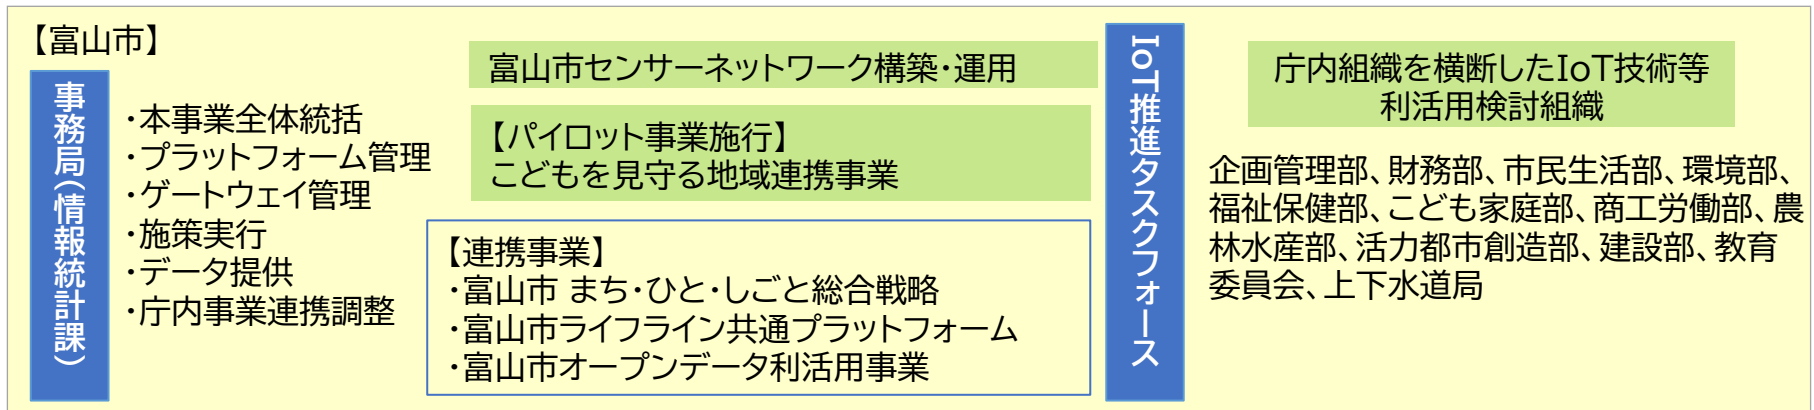 【富山市】
事務局(情報統計課)
・本事業全体統括
・プラットフォーム管理
・ゲートウェイ管理
・施策実行
・データ提供
・庁内事業連携調整
富山市センサーネットワーク構築・運用
【パイロット事業施行】
こどもを見守る地域連携事業
【連携事業】
・富山市 まち・ひと・しごと総合戦略
・富山市ライフライン共通プラットフォーム
・富山市オープンデータ利活用事業
IoT推進タスクフォース
庁内組織を横断したIoT技術等
利活用検討組織
企画管理部、財務部、市民生活部、環境部、
福祉保健部、こども家庭部、商工労働部、農
林水産部、活力都市創造部、建設部、教育
委員会、上下水道局